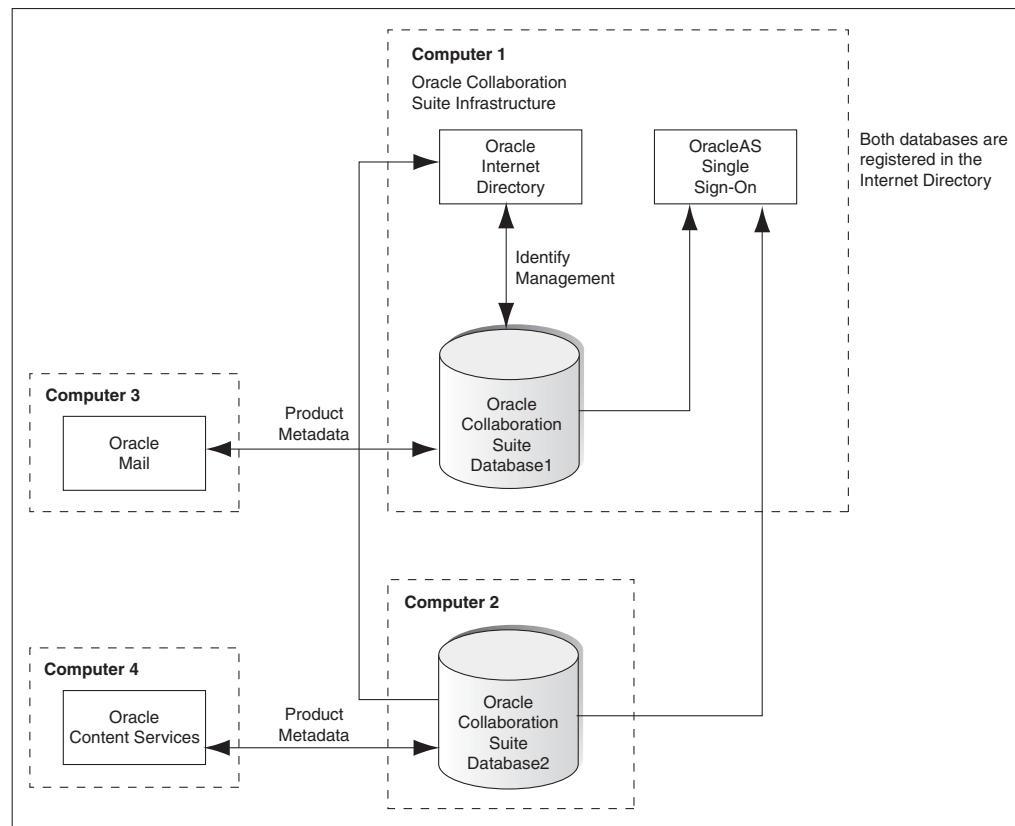 Computer 1
Oracle Collaboration
Suite Infrastructure
Oracle
Internet
Directory
OracleAS
Single
Sign-On
Both databases are
registered in the
Internet Directory
Identify
Management
Computer 3
Oracle
Mail
Product
Metadata
Oracle
Collaboration
Suite
Database1
Computer 2
Computer 4
Oracle
Content Services
Product
Metadata
Oracle
Collaboration
Suite
Database2